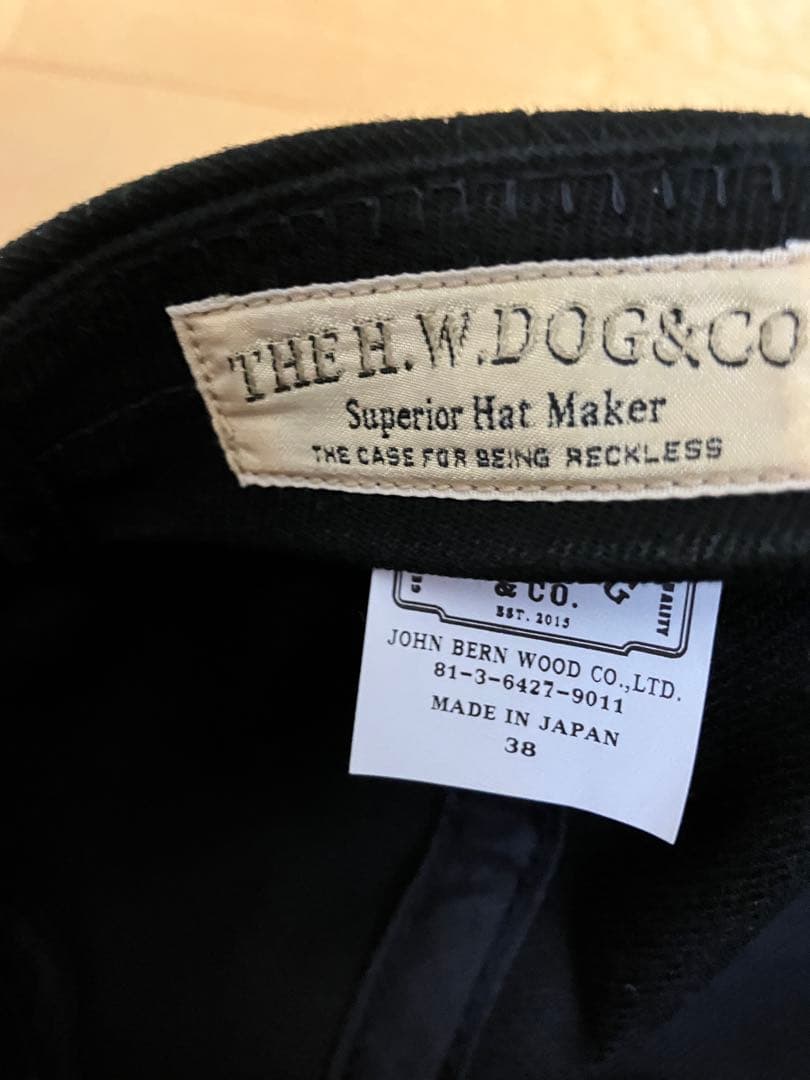 THE H.W.DOG&CO
Superior Hat Maker
THE CASE FOR BEING RECKLESS
& CO.
EST. 2015
JOHN BERN WOOD CO.,LTD.
81-3-6427-9011
MADE IN JAPAN
38